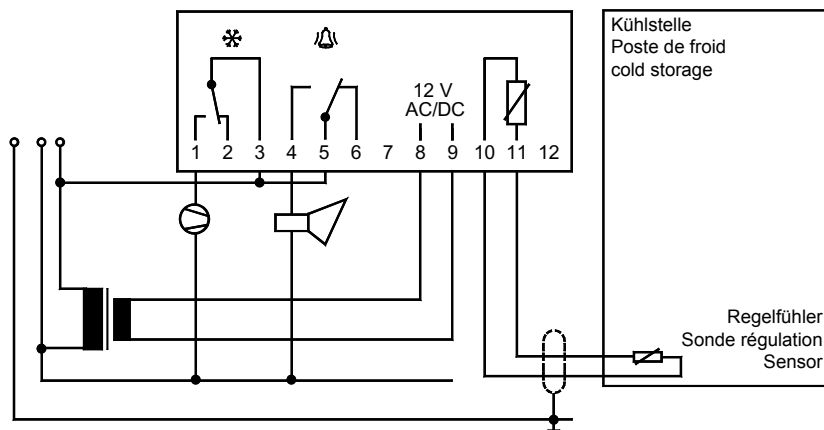 Kühlstelle
Poste de froid
cold storage
12 V
AC/DC
1 2 3 4 5 6 7 8 9 10 11 12
Regelfühler
Sonde régulation
Sensor